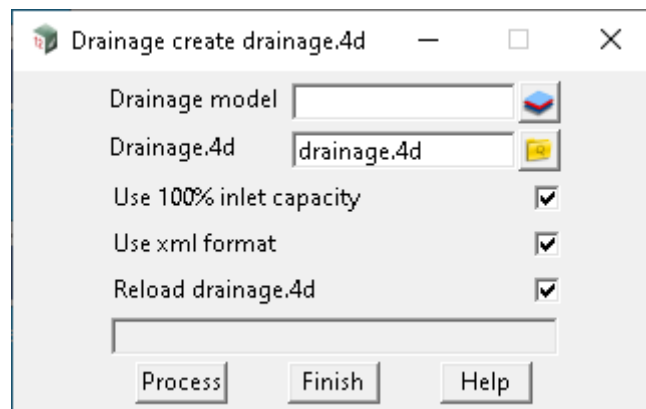 Drainage create drainage.4d
Drainage model
Drainage.4d drainage.4d
Use 100% inlet capacity
Use xml format
Reload drainage.4d
Process Finish Help